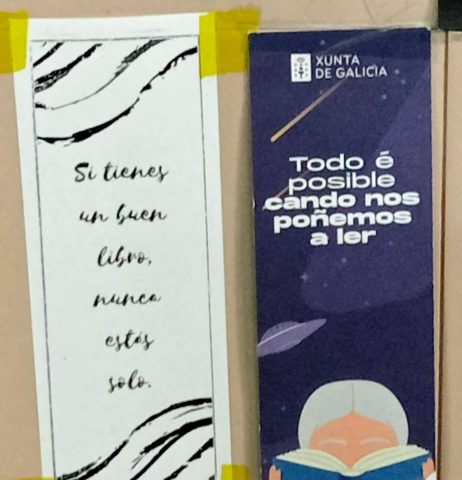 Si tienes
un buen
libro,
nunca
estás
solo.
XUNTA
DE GALICIA
Todo é
posible
cando nos
poñemos
a ler